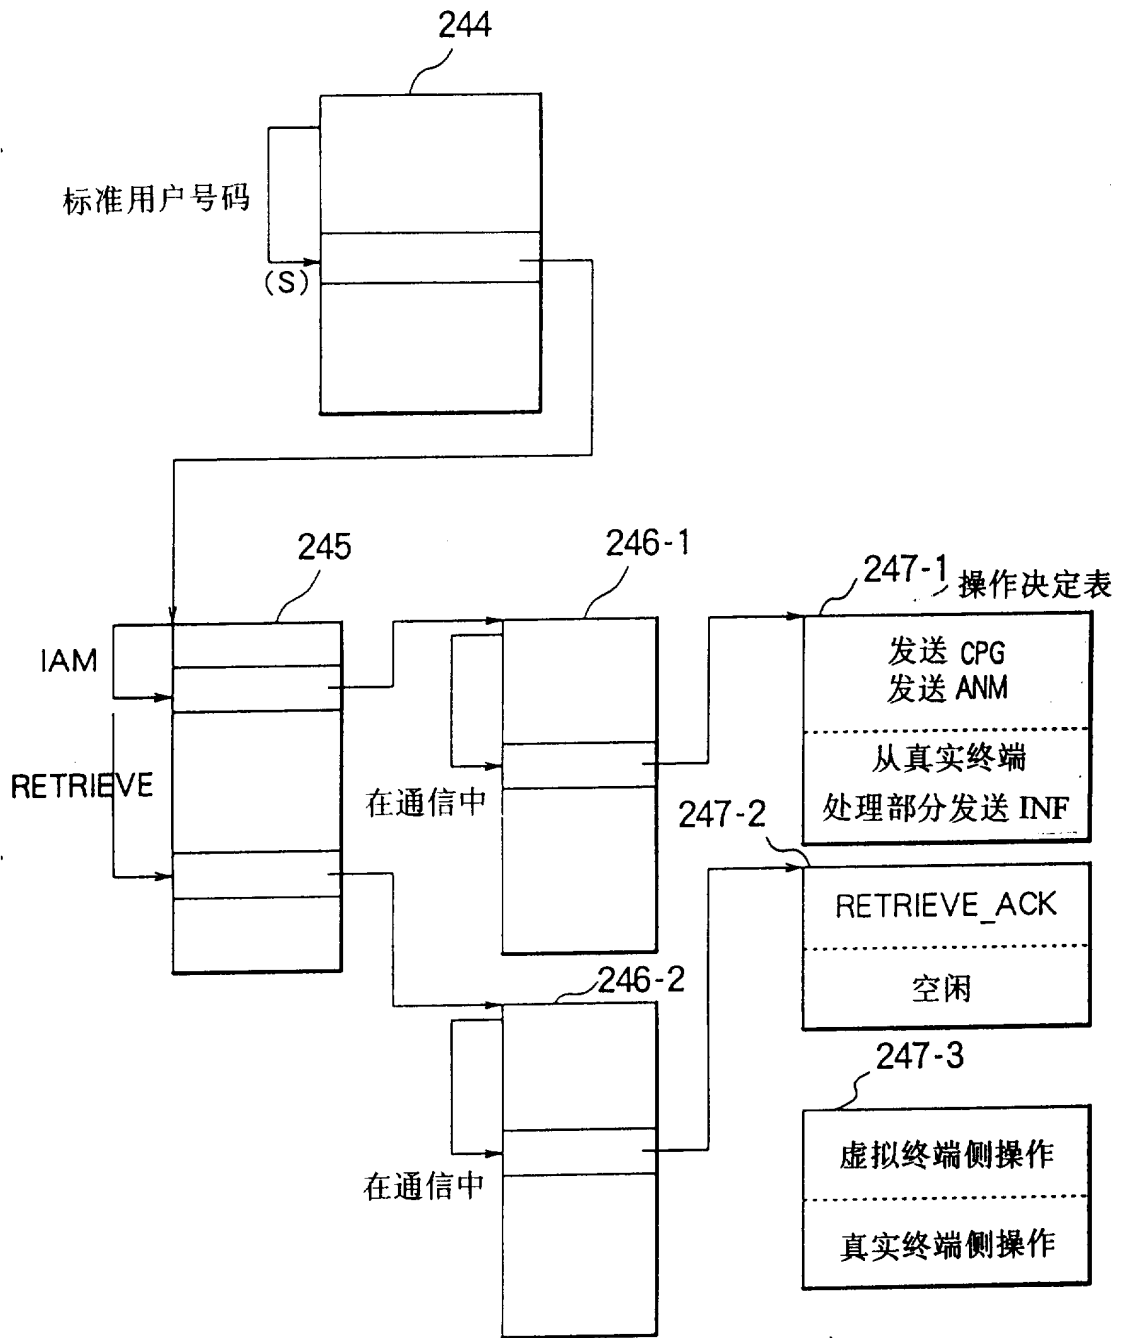 244
标准用户号码
(S)
245
246-1
247-1 操作决定表
IAM
发送 CPG
发送 ANM
RETRIEVE
从真实终端
在通信中
处理部分发送 INF
247-2
RETRIEVE_ACK
246-2
空闲
247-3
虚拟终端侧操作
在通信中
真实终端侧操作